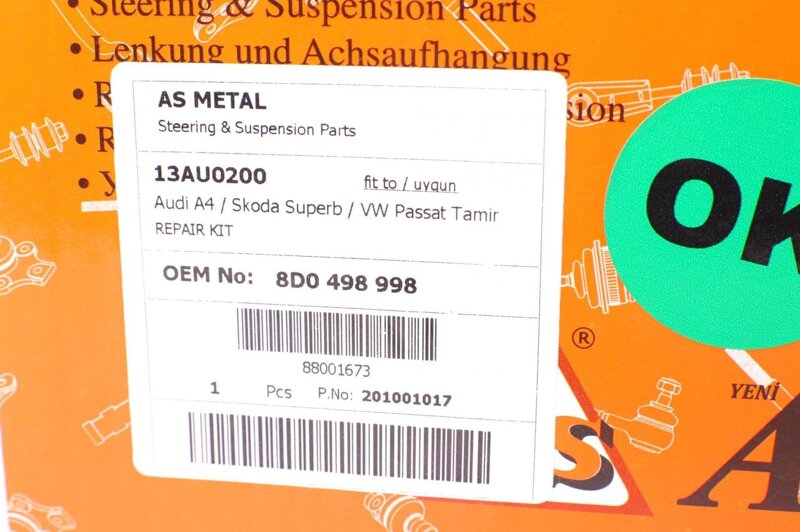 • Steering & Suspension Parts
• Lenkung und Achsaufhangung
AS METAL
Steering & Suspension Parts
13AU0200 fit to / uygun
Audi A4 / Skoda Superb / VW Passat Tamir
REPAIR KIT
OEM No: 8D0 498 998
88001673
1 Pcs P.No: 201001017
OK
®
YENİ